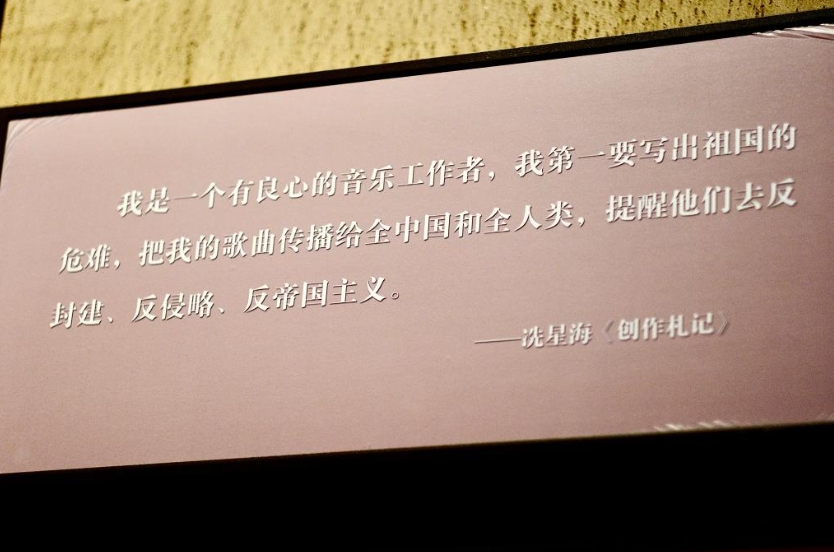 我是一个有良心的音乐工作者，我第一要写出祖国的
危难，把我的歌曲传播给全中国和全人类，提醒他们去反
封建、反侵略、反帝国主义。
——冼星海《创作札记》